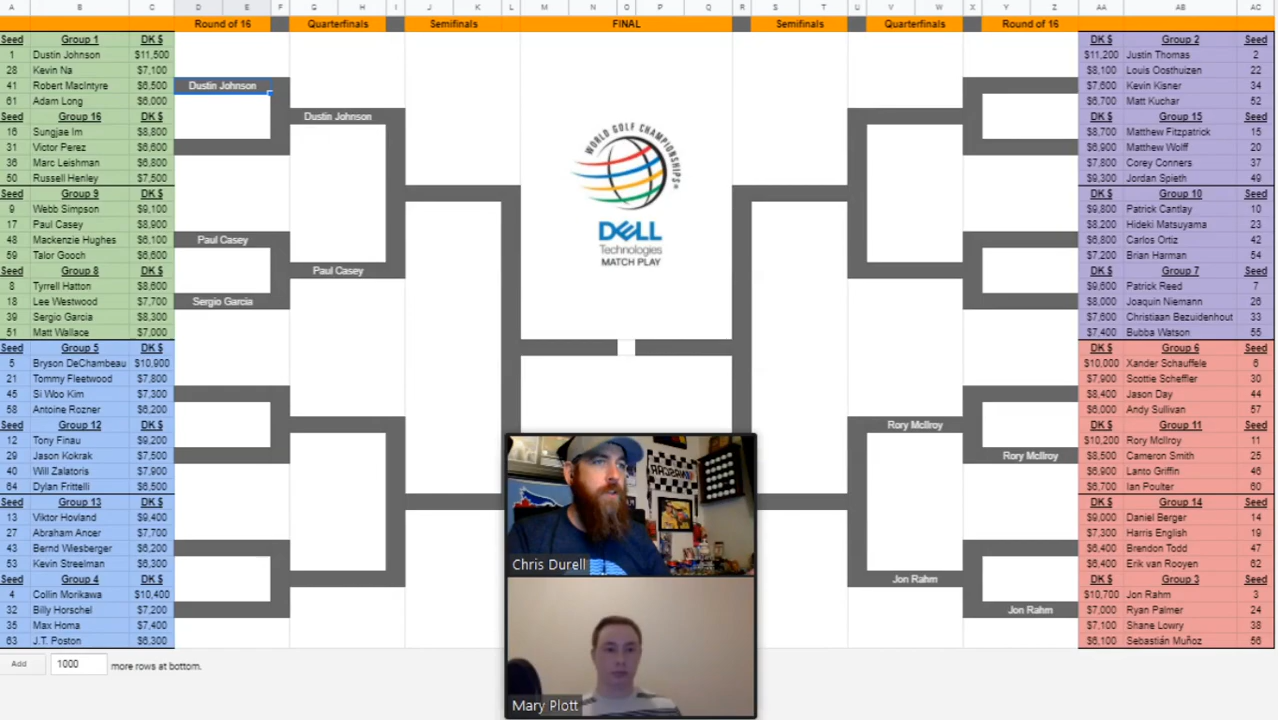 A B C D E F G H I J K L M N O P Q R S T U V W X Y Z AA AB AC
Round of 16 Quarterfinals Semifinals FINAL Semifinals Quarterfinals Round of 16
Seed Group 1 DK $
1 Dustin Johnson $11,500
28 Kevin Na $7,100
41 Robert MacIntyre $6,500
61 Adam Long $6,000
Seed Group 16 DK $
16 Sungjae Im $8,800
31 Victor Perez $6,600
36 Marc Leishman $6,800
50 Russell Henley $7,500
Seed Group 9 DK $
9 Webb Simpson $9,100
17 Paul Casey $8,900
48 Mackenzie Hughes $6,100
59 Talor Gooch $6,600
Seed Group 8 DK $
8 Tyrrell Hatton $8,600
18 Lee Westwood $7,700
39 Sergio Garcia $8,300
51 Matt Wallace $7,000
Seed Group 5 DK $
5 Bryson DeChambeau $10,900
21 Tommy Fleetwood $7,800
45 Si Woo Kim $7,300
58 Antoine Rozner $6,200
Seed Group 12 DK $
12 Tony Finau $9,200
29 Jason Kokrak $7,500
40 Will Zalatoris $7,900
64 Dylan Frittelli $6,500
Seed Group 13 DK $
13 Viktor Hovland $9,400
27 Abraham Ancer $7,700
43 Bernd Wiesberger $6,200
53 Kevin Streelman $6,300
Seed Group 4 DK $
4 Collin Morikawa $10,400
32 Billy Horschel $7,200
35 Max Homa $7,400
63 J.T. Poston $6,300
Dustin Johnson
Paul Casey
Sergio Garcia
Dustin Johnson
Paul Casey
WORLD GOLF CHAMPIONSHIPS
DELL
Technologies
MATCH PLAY
Rory McIlroy
Jon Rahm
Rory McIlroy
Jon Rahm
DK $ Group 2 Seed
$11,200 Justin Thomas 2
$8,100 Louis Oosthuizen 22
$7,600 Kevin Kisner 34
$6,700 Matt Kuchar 52
DK $ Group 15 Seed
$8,700 Matthew Fitzpatrick 15
$6,900 Matthew Wolff 20
$7,800 Corey Conners 37
$9,300 Jordan Spieth 49
DK $ Group 10 Seed
$9,800 Patrick Cantlay 10
$8,200 Hideki Matsuyama 23
$6,800 Carlos Ortiz 42
$7,200 Brian Harman 54
DK $ Group 7 Seed
$9,600 Patrick Reed 7
$8,000 Joaquin Niemann 26
$7,600 Christiaan Bezuidenhout 33
$7,400 Bubba Watson 55
DK $ Group 6 Seed
$10,000 Xander Schauffele 6
$7,900 Scottie Scheffler 30
$8,400 Jason Day 44
$6,000 Andy Sullivan 57
DK $ Group 11 Seed
$10,200 Rory McIlroy 11
$8,500 Cameron Smith 25
$6,900 Lanto Griffin 46
$6,700 Ian Poulter 60
DK $ Group 14 Seed
$9,000 Daniel Berger 14
$7,300 Harris English 19
$6,400 Brendon Todd 47
$6,400 Erik van Rooyen 62
DK $ Group 3 Seed
$10,700 Jon Rahm 3
$7,000 Ryan Palmer 24
$7,100 Shane Lowry 38
$6,100 Sebastián Muñoz 56
Add 1000 more rows at bottom.
Chris Durell
Mary Plott